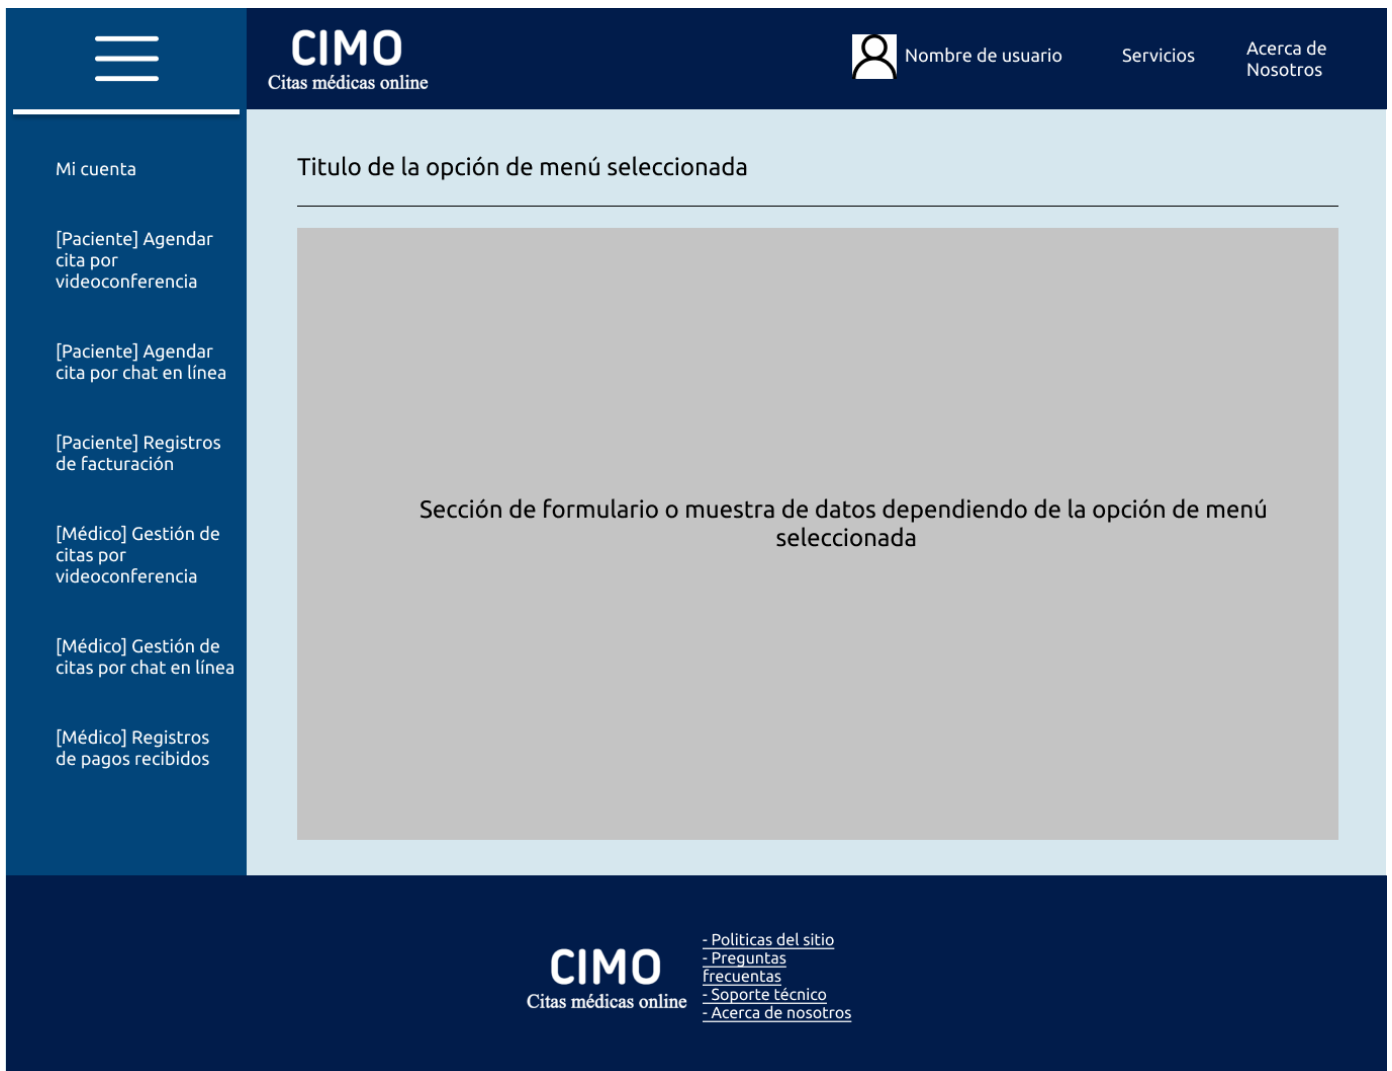 CIMO
Citas médicas online
Nombre de usuario
Servicios
Acerca de
Nosotros
Mi cuenta
[Paciente] Agendar
cita por
videoconferencia
[Paciente] Agendar
cita por chat en línea
[Paciente] Registros
de facturación
[Médico] Gestión de
citas por
videoconferencia
[Médico] Gestión de
citas por chat en línea
[Médico] Registros
de pagos recibidos
Titulo de la opción de menú seleccionada
Sección de formulario o muestra de datos dependiendo de la opción de menú
seleccionada
CIMO
Citas médicas online
- Politicas del sitio
- Preguntas
frecuentas
- Soporte técnico
- Acerca de nosotros